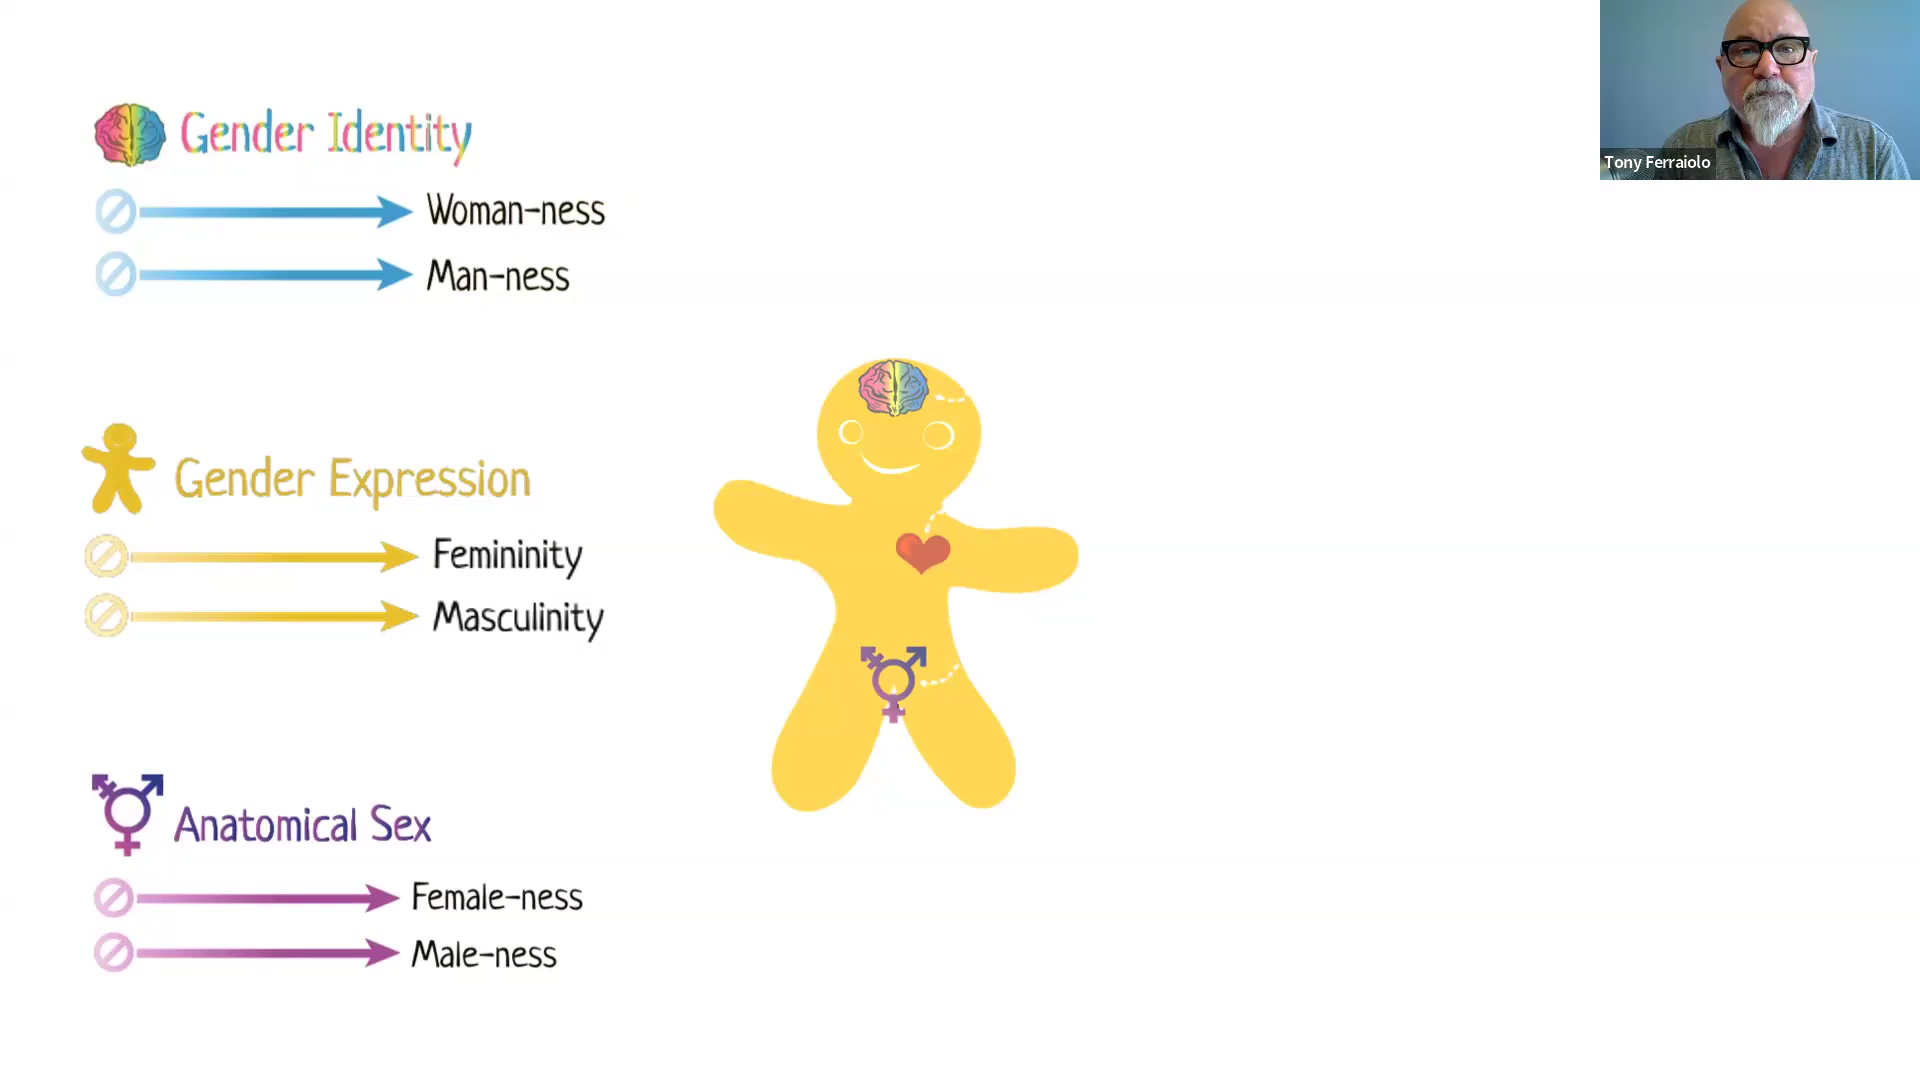 Gender Identity
Woman-ness
Man-ness
Gender Expression
Femininity
Masculinity
Anatomical Sex
Female-ness
Male-ness
Tony Ferraiolo